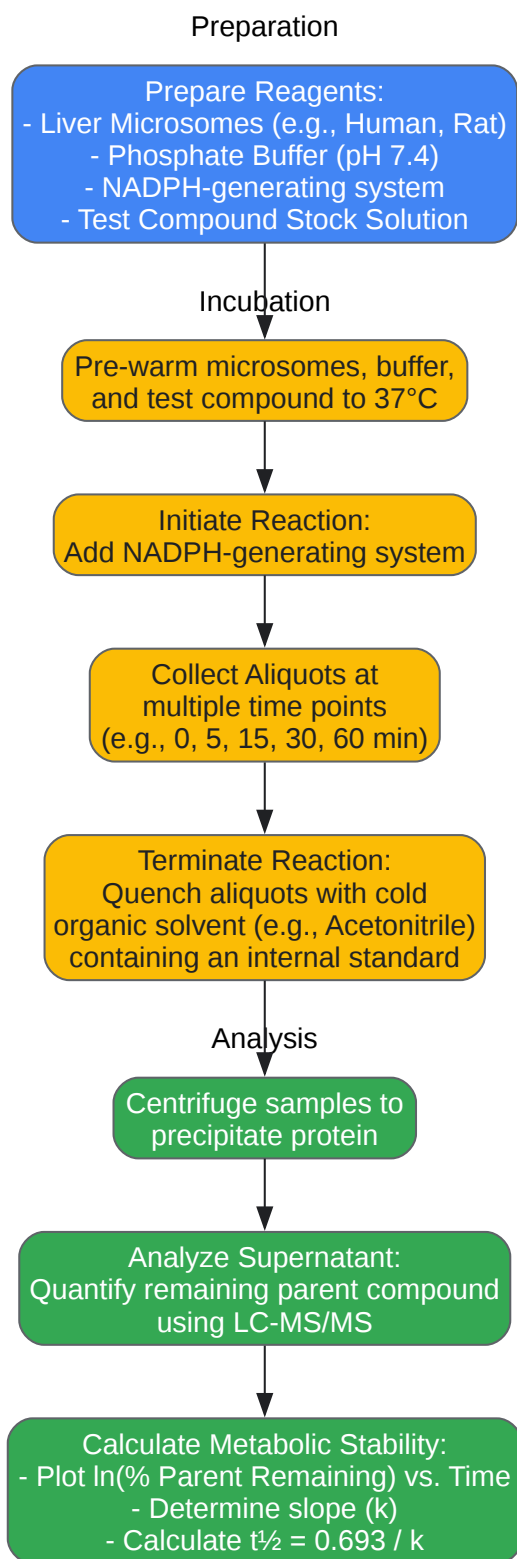 Preparation
Prepare Reagents:
- Liver Microsomes (e.g., Human, Rat)
- Phosphate Buffer (pH 7.4)
- NADPH-generating system
- Test Compound Stock Solution
Incubation
Pre-warm microsomes, buffer,
and test compound to 37°C
Initiate Reaction:
Add NADPH-generating system
Collect Aliquots at
multiple time points
(e.g., 0, 5, 15, 30, 60 min)
Terminate Reaction:
Quench aliquots with cold
organic solvent (e.g., Acetonitrile)
containing an internal standard
Analysis
Centrifuge samples to
precipitate protein
Analyze Supernatant:
Quantify remaining parent compound
using LC-MS/MS
Calculate Metabolic Stability:
- Plot ln(% Parent Remaining) vs. Time
- Determine slope (k)
- Calculate t½ = 0.693 / k